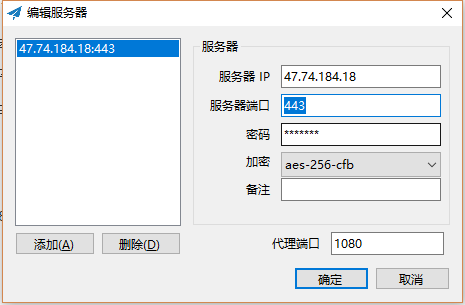 编辑服务器
47.74.184.18:443
服务器
服务器 IP 47.74.184.18
服务器端口 443
密码 *******
加密 aes-256-cfb
备注
添加(A) 删除(D)
代理端口 1080
确定 取消